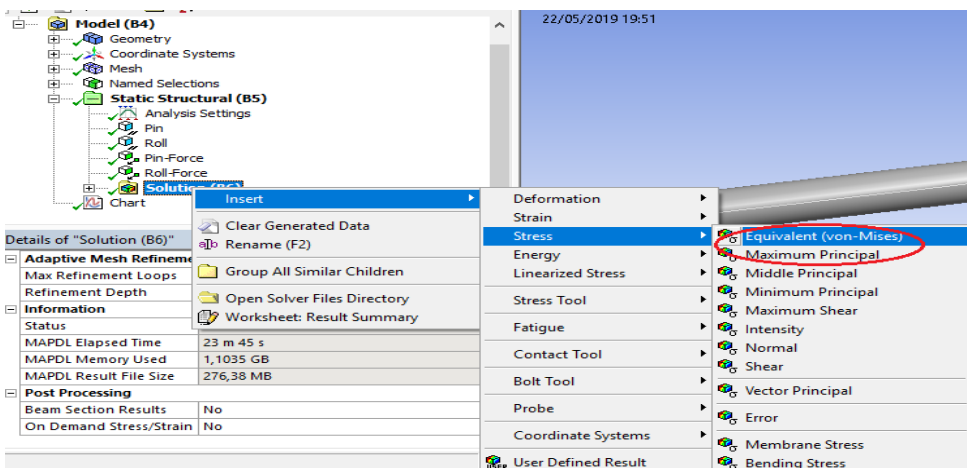 22/05/2019 19:51
Model (B4)
Geometry
Coordinate Systems
Mesh
Named Selections
Static Structural (B5)
Analysis Settings
Pin
Roll
Pin-Force
Roll-Force
Solution (B6)
Chart
Insert
Clear Generated Data
Rename (F2)
Group All Similar Children
Open Solver Files Directory
Worksheet: Result Summary
Deformation
Strain
Stress
Energy
Linearized Stress
Stress Tool
Fatigue
Contact Tool
Bolt Tool
Probe
Coordinate Systems
User Defined Result
Equivalent (von-Mises)
Maximum Principal
Middle Principal
Minimum Principal
Maximum Shear
Intensity
Normal
Shear
Vector Principal
Error
Membrane Stress
Bending Stress
Details of "Solution (B6)"
Adaptive Mesh Refineme
Max Refinement Loops
Refinement Depth
Information
Status
MAPDL Elapsed Time 23 m 45 s
MAPDL Memory Used 1,1035 GB
MAPDL Result File Size 276,38 MB
Post Processing
Beam Section Results No
On Demand Stress/Strain No